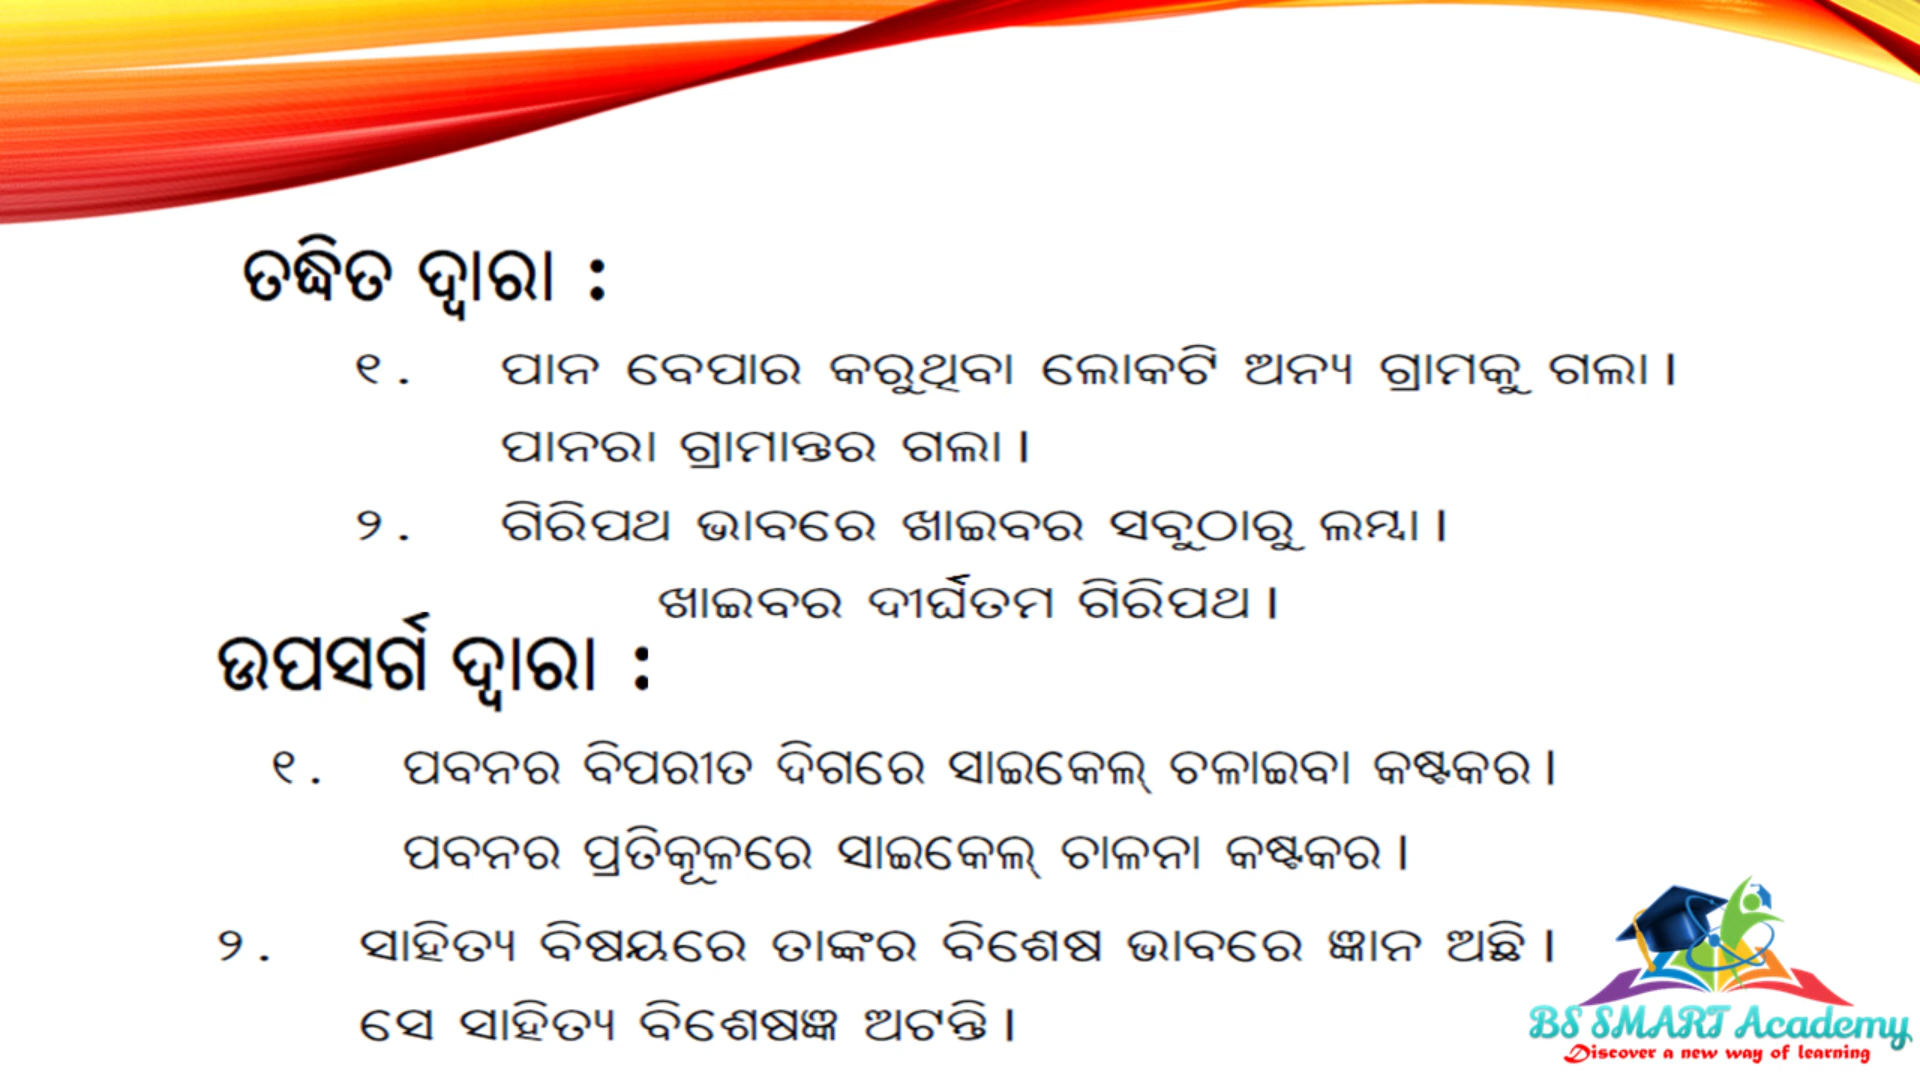 ତଦ୍ଧିତ ଦ୍ୱାରା :
୧. ପାନ ବେପାର କରୁଥିବା ଲୋକଟି ଅନ୍ୟ ଗ୍ରାମକୁ ଗଲା।
ପାନରା ଗ୍ରାମାନ୍ତର ଗଲା।
୨. ଗିରିପଥ ଭାବରେ ଖାଇବର ସବୁଠାରୁ ଲମ୍ବା।
ଖାଇବର ଦୀର୍ଘତମ ଗିରିପଥ।
ଉପସର୍ଗ ଦ୍ୱାରା :
୧. ପବନର ବିପରୀତ ଦିଗରେ ସାଇକେଲ୍ ଚଳାଇବା କଷ୍ଟକର।
ପବନର ପ୍ରତିକୂଳରେ ସାଇକେଲ୍ ଚାଳନା କଷ୍ଟକର।
୨. ସାହିତ୍ୟ ବିଷୟରେ ତାଙ୍କର ବିଶେଷ ଭାବରେ ଜ୍ଞାନ ଅଛି।
ସେ ସାହିତ୍ୟ ବିଶେଷଜ୍ଞ ଅଟନ୍ତି।
BS SMART Academy
Discover a new way of learning